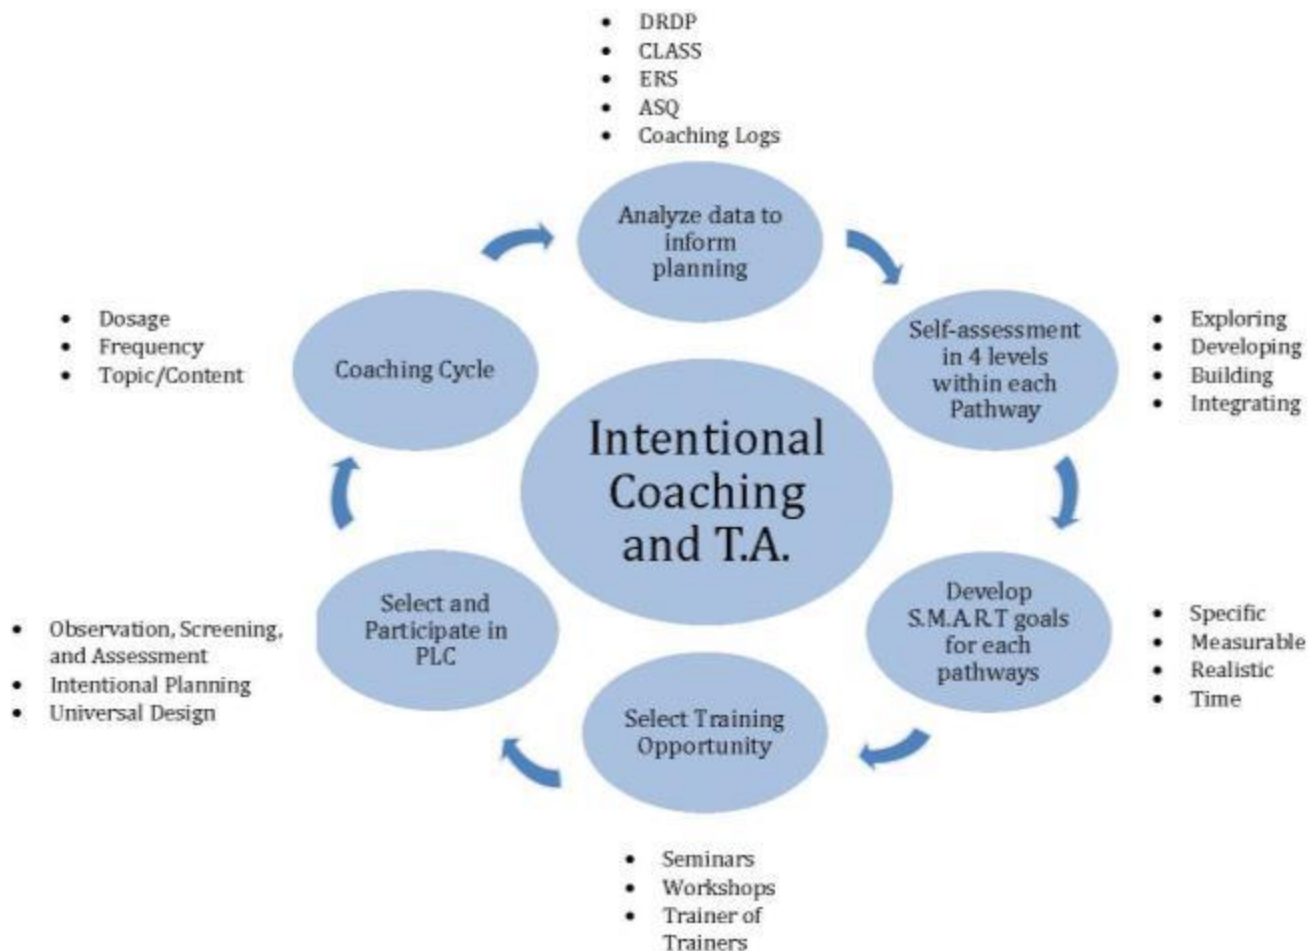 • DRDP
• CLASS
• ERS
• ASQ
• Coaching Logs
Analyze data to
inform
planning
Self-assessment
in 4 levels
within each
Pathway
• Exploring
• Developing
• Building
• Integrating
Develop
S.M.A.R.T goals
for each
pathways
• Specific
• Measurable
• Realistic
• Time
Select Training
Opportunity
• Seminars
• Workshops
• Trainer of
Trainers
Select and
Participate in
PLC
• Observation, Screening,
and Assessment
• Intentional Planning
• Universal Design
Coaching Cycle
• Dosage
• Frequency
• Topic/Content
Intentional
Coaching
and T.A.